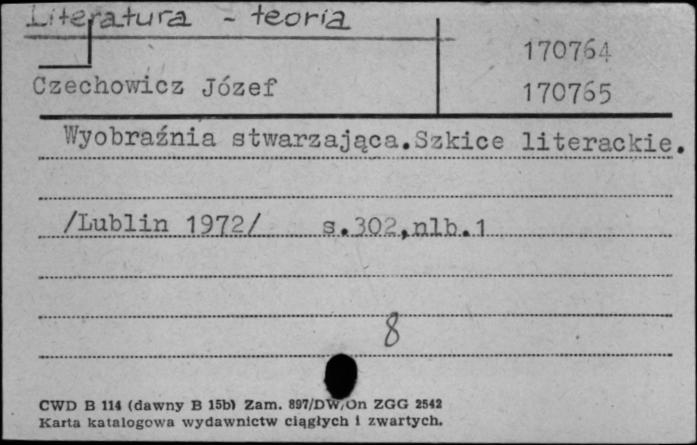 Literatura - teoria
170764
Czechowicz Józef
170765
Wyobraźnia stwarzająca.Szkice literackie.
/Lublin 1972/ s.302,nlb.1
8
CWD B 114 (dawny B 15b) Zam. 897/DW/On ZGG 2542
Karta katalogowa wydawnictw ciągłych i zwartych.